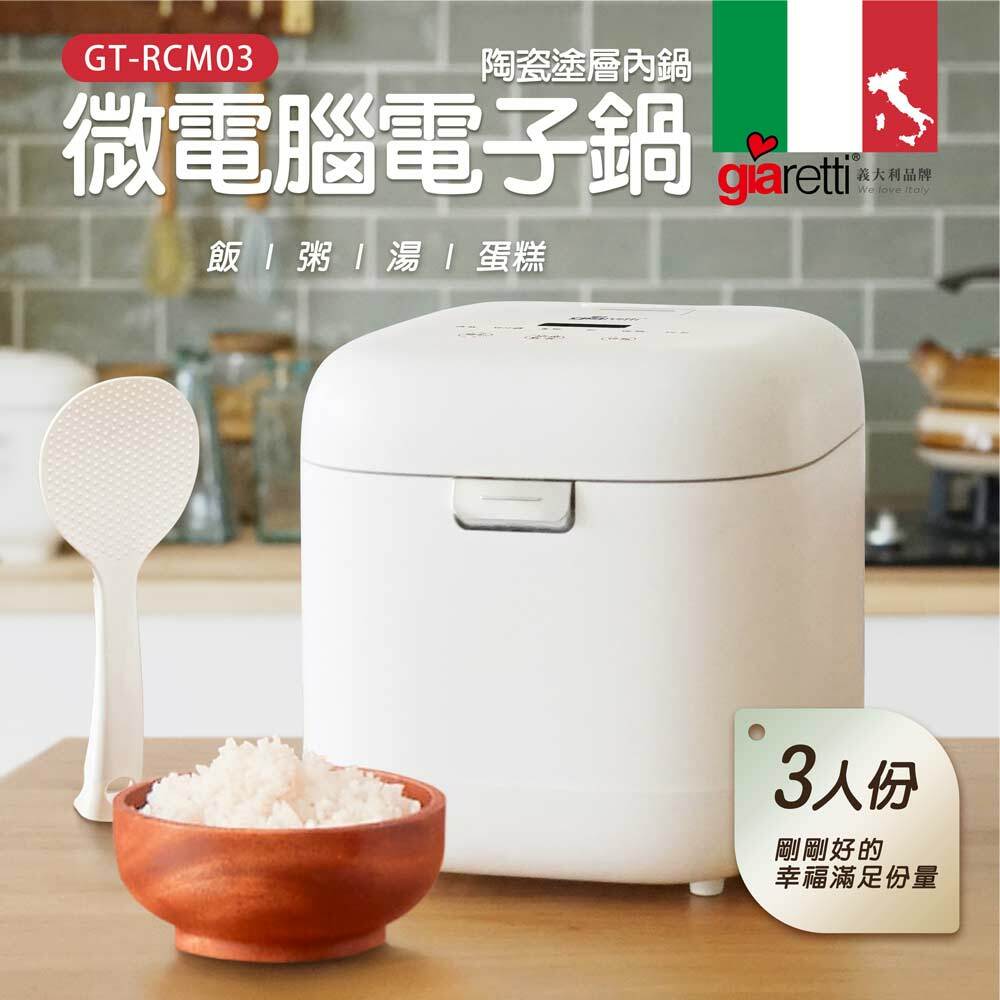 GT-RCM03
陶瓷塗層內鍋
微電腦電子鍋
飯 | 粥 | 湯 | 蛋糕
giaretti® 義大利品牌
We love Italy
giaretti
3人份
剛剛好的
幸福滿足份量